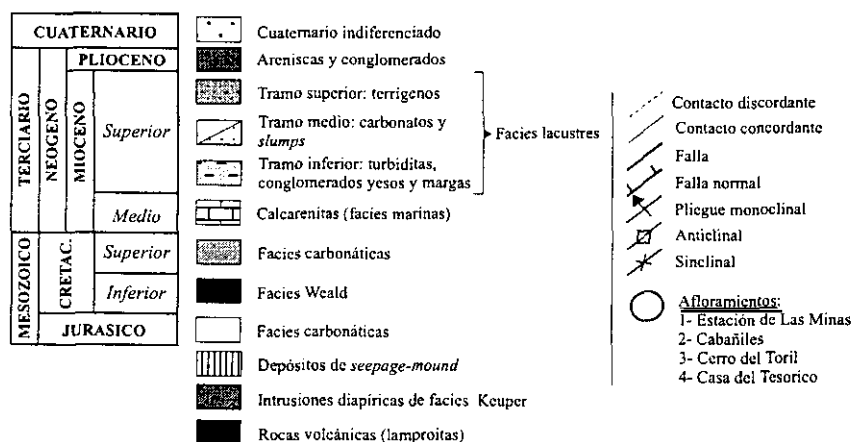 CUATERNARIO
TERCIARIO
NEOGENO
PLIOCENO
MIOCENO
Superior
Medio
MESOZOICO
CRETAC.
Superior
Inferior
JURASICO
Cuaternario indiferenciado
Areniscas y conglomerados
Tramo superior: terrígenos
Tramo medio: carbonatos y
slumps
Tramo inferior: turbiditas,
conglomerados yesos y margas
Facies lacustres
Calcarenitas (facies marinas)
Facies carbonáticas
Facies Weald
Facies carbonáticas
Depósitos de seepage-mound
Intrusiones diapíricas de facies Keuper
Rocas volcánicas (lamproitas)
Contacto discordante
Contacto concordante
Falla
Falla normal
Pliegue monoclinal
Anticlinal
Sinclinal
Afloramientos:
1- Estación de Las Minas
2- Cabañiles
3- Cerro del Toril
4- Casa del Tesorico